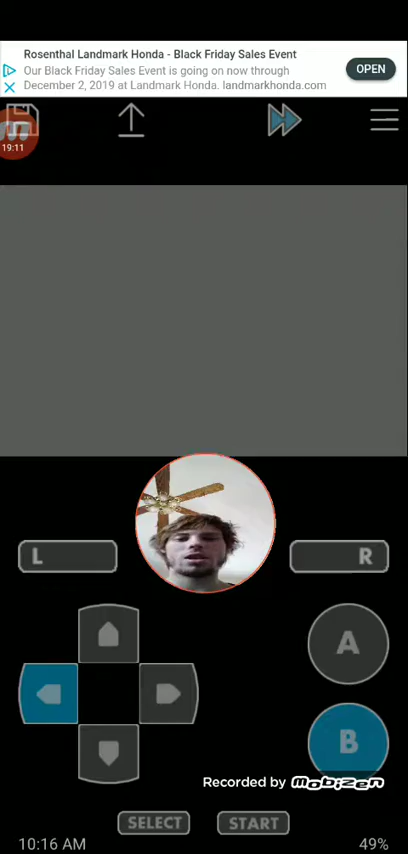 Rosenthal Landmark Honda - Black Friday Sales Event
Our Black Friday Sales Event is going on now through
December 2, 2019 at Landmark Honda. landmarkhonda.com
OPEN
19:11
L
R
A
B
Recorded by Mobizen
SELECT
START
10:16 AM
49%